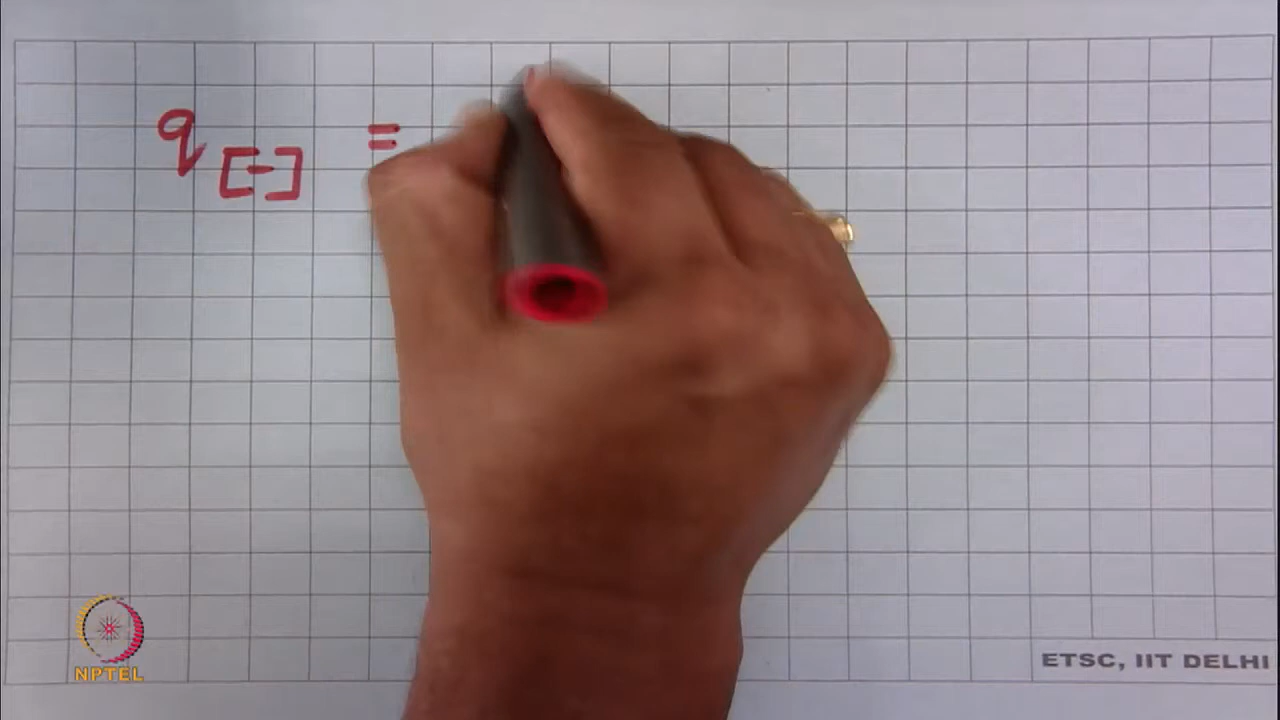 q[-] =
NPTEL
ETSC, IIT DELHI